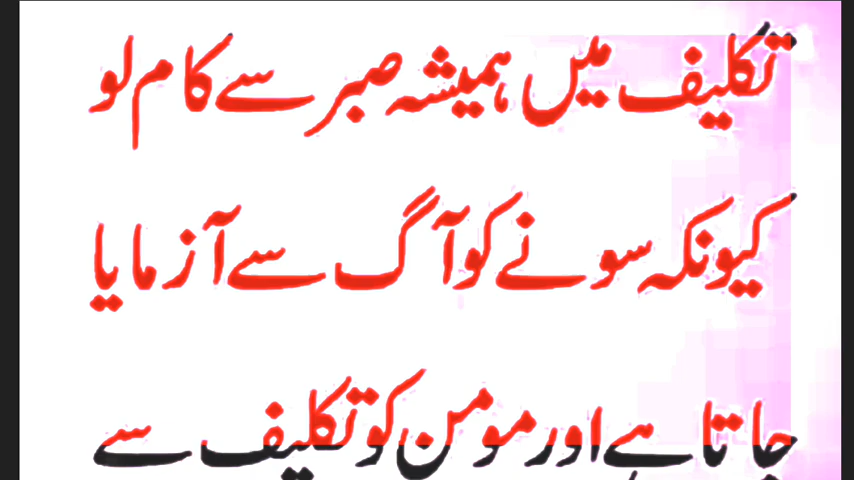 تکلیف میں ہمیشہ صبر سے کام لو
کیونکہ سونے کو آگ سے آزمایا
جاتا ہے اور مومن کو تکلیف سے